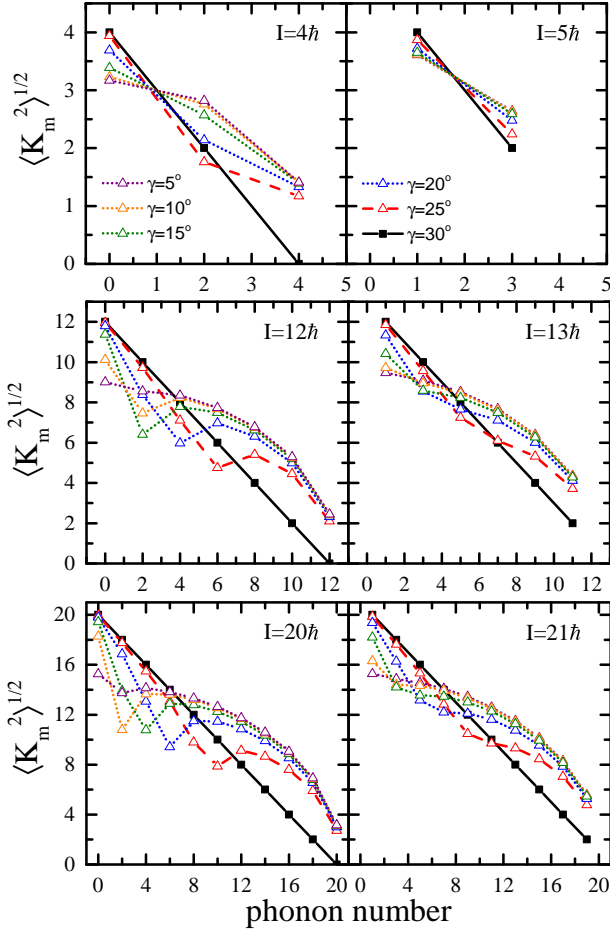 I=4ħ
I=5ħ
4
3
2
1
0
⟨K_m^2⟩^1/2
γ=5°
γ=10°
γ=15°
γ=20°
γ=25°
γ=30°
0 1 2 3 4 5
0 1 2 3 4 5
I=12ħ
I=13ħ
12
10
8
6
4
2
0
⟨K_m^2⟩^1/2
0 2 4 6 8 10 12
0 2 4 6 8 10 12
I=20ħ
I=21ħ
20
16
12
8
4
0
⟨K_m^2⟩^1/2
0 4 8 12 16 20
0 4 8 12 16 20
phonon number